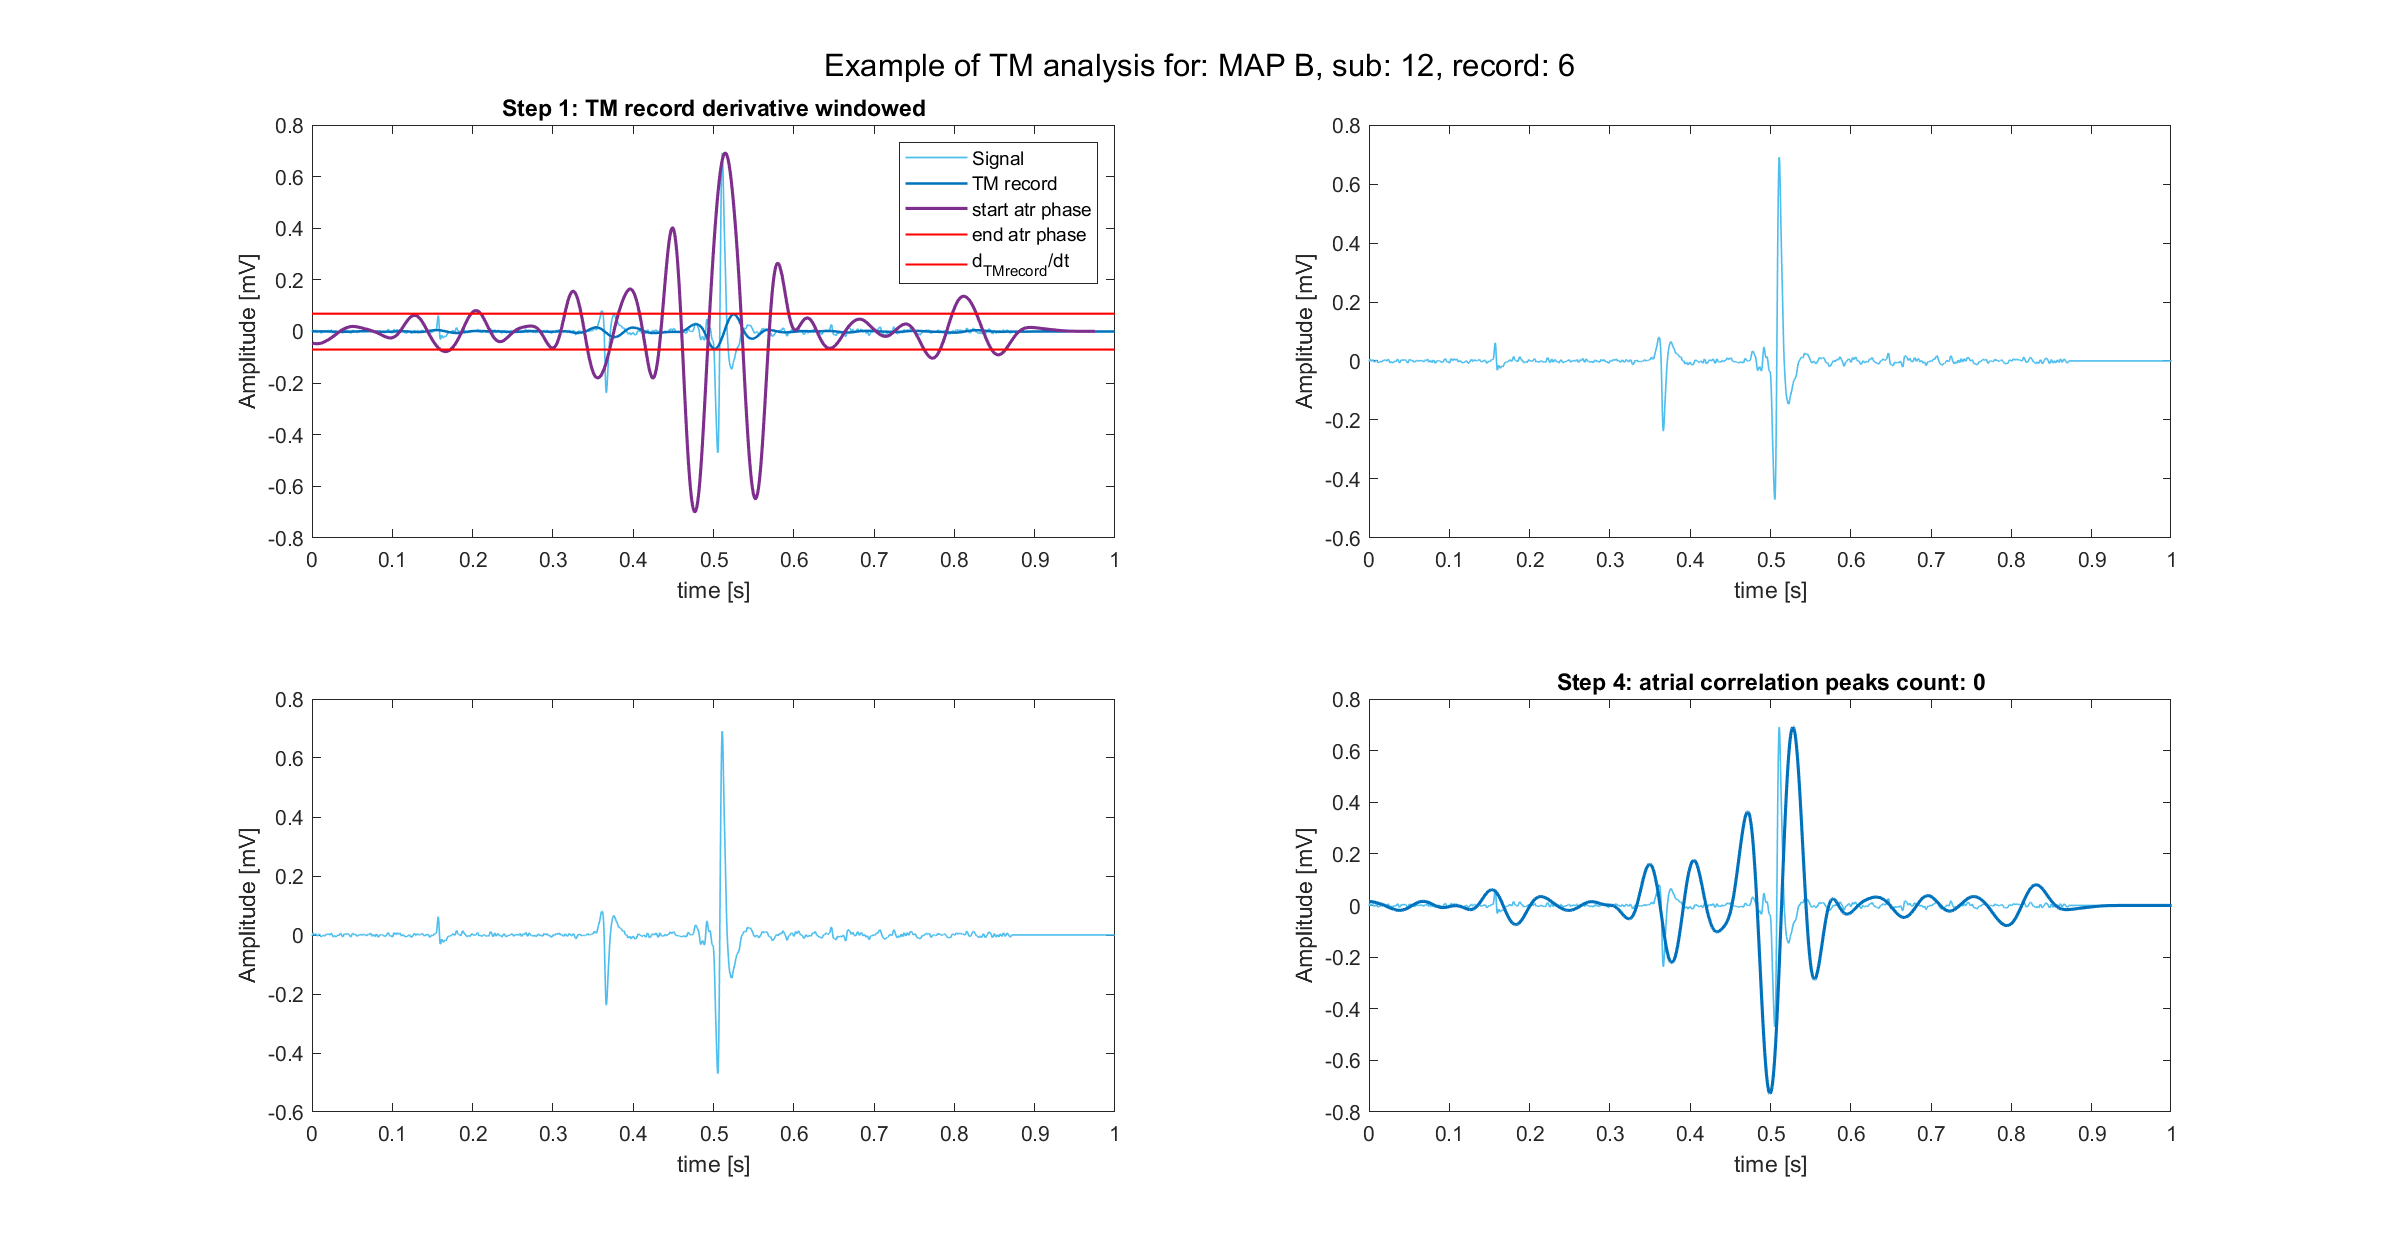 Example of TM analysis for: MAP B, sub: 12, record: 6
Step 1: TM record derivative windowed
0.8
0.6
0.4
0.2
0
-0.2
-0.4
-0.6
-0.8
Amplitude [mV]
0 0.1 0.2 0.3 0.4 0.5 0.6 0.7 0.8 0.9 1
time [s]
Signal
TM record
start atr phase
end atr phase
d_TMrecord/dt
0.8
0.6
0.4
0.2
0
-0.2
-0.4
-0.6
Amplitude [mV]
0 0.1 0.2 0.3 0.4 0.5 0.6 0.7 0.8 0.9 1
time [s]
0.8
0.6
0.4
0.2
0
-0.2
-0.4
-0.6
Amplitude [mV]
0 0.1 0.2 0.3 0.4 0.5 0.6 0.7 0.8 0.9 1
time [s]
Step 4: atrial correlation peaks count: 0
0.8
0.6
0.4
0.2
0
-0.2
-0.4
-0.6
-0.8
Amplitude [mV]
0 0.1 0.2 0.3 0.4 0.5 0.6 0.7 0.8 0.9 1
time [s]